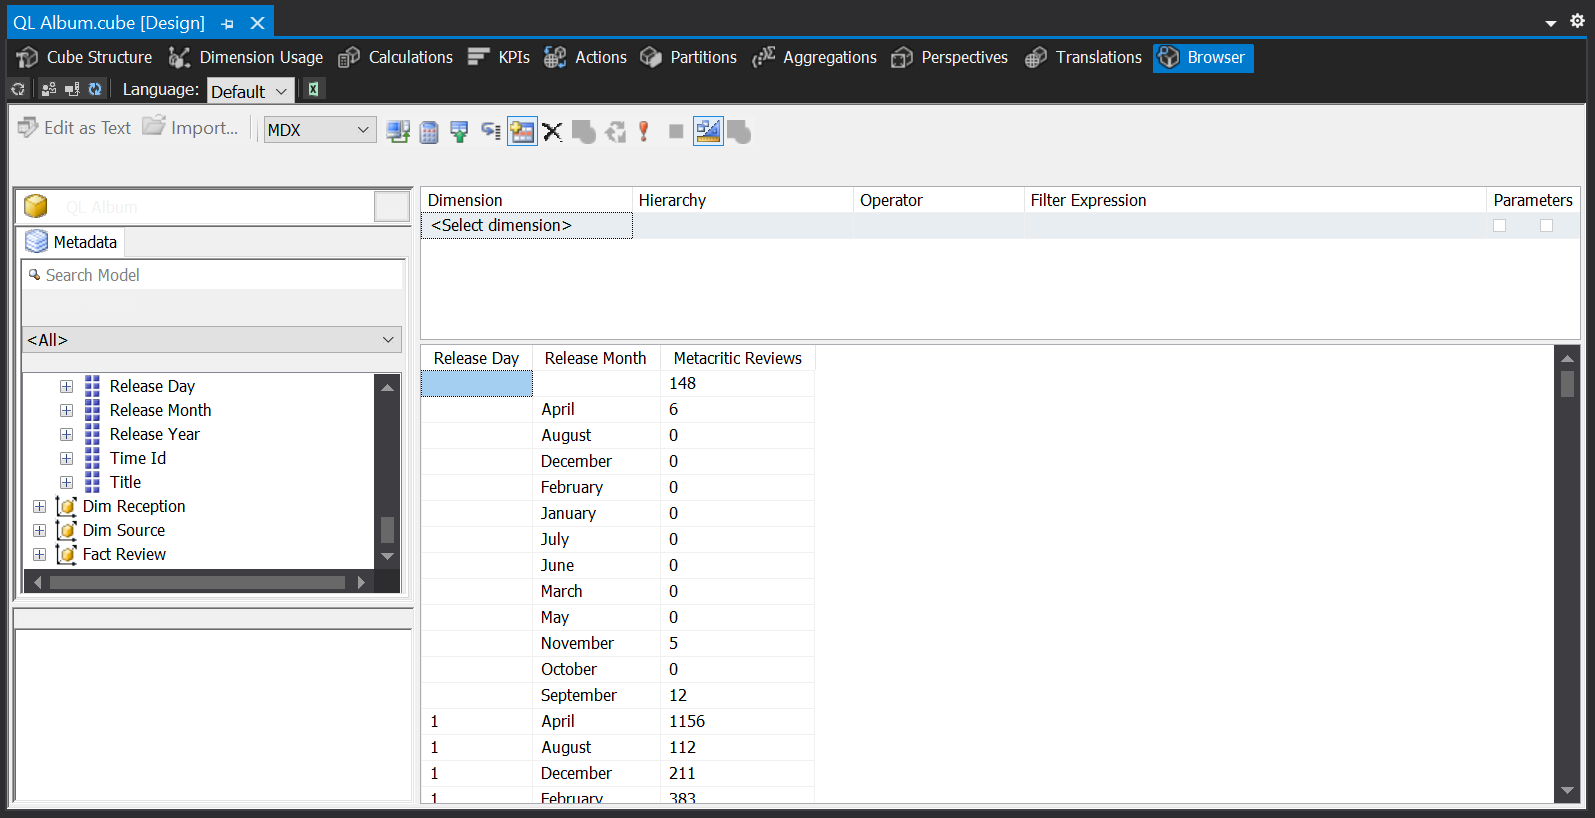 QL Album.cube [Design]
Cube Structure Dimension Usage Calculations KPIs Actions Partitions Aggregations Perspectives Translations Browser
Language: Default
Edit as Text Import... MDX
QL Album
Metadata
Search Model
<All>
Release Day
Release Month
Release Year
Time Id
Title
Dim Reception
Dim Source
Fact Review
Dimension Hierarchy Operator Filter Expression Parameters
<Select dimension>
Release Day Release Month Metacritic Reviews
148
April 6
August 0
December 0
February 0
January 0
July 0
June 0
March 0
May 0
November 5
October 0
September 12
1 April 1156
1 August 112
1 December 211
1 February 383